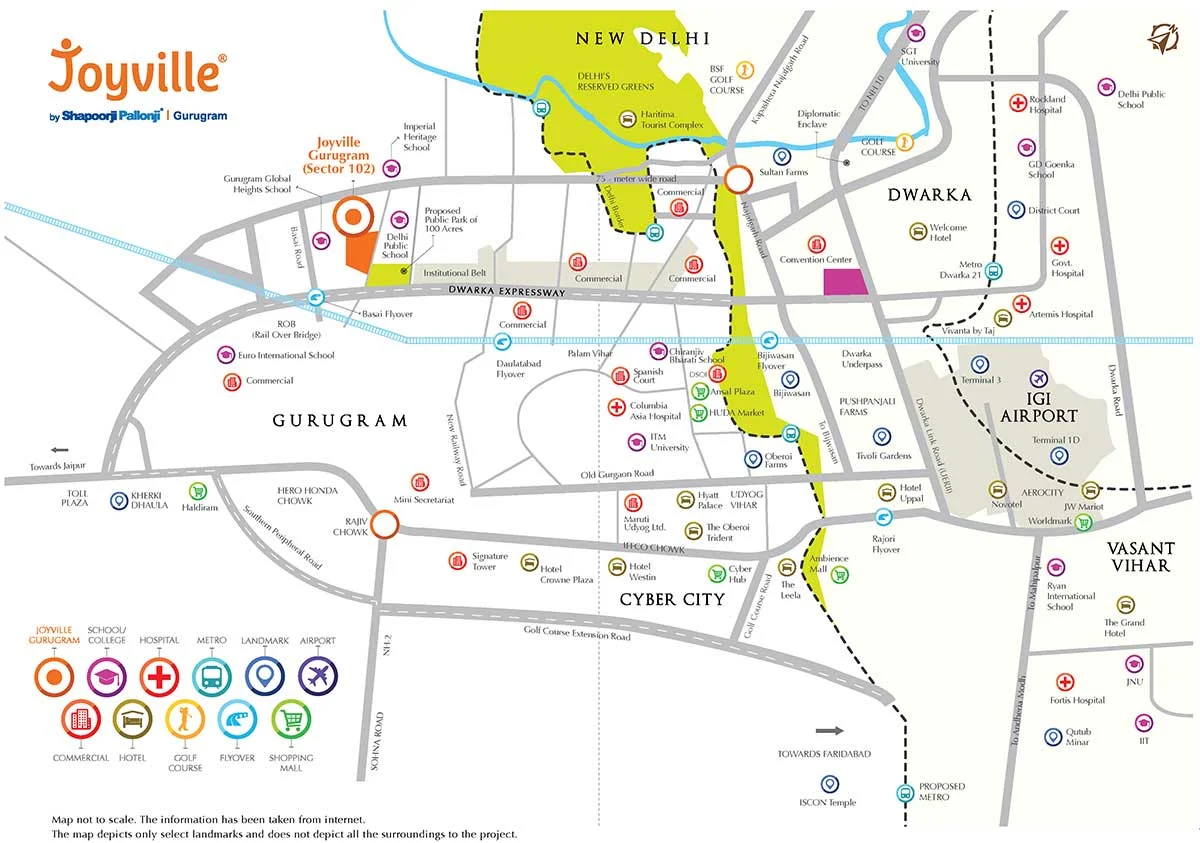 Joyville®
by Shapoorji Pallonji® | Gurugram
NEW DELHI
DELHI'S
RESERVED GREENS
BSF
GOLF
COURSE
Kapashera Najafgarh Road
TO NH 10
SGT
University
Rockland
Hospital
Delhi Public
School
Haritima
Tourist Complex
Diplomatic
Enclave
GOLF
COURSE
Sultan Farms
GD Goenka
School
Imperial
Heritage
School
Joyville
Gurugram
(Sector 102)
Gurugram Global
Heights School
75 - meter wide road
Commercial
Delhi Border
Najafgarh Road
DWARKA
District Court
Welcome
Hotel
Govt.
Hospital
Metro
Dwarka 21
Convention Center
Basai Road
Delhi
Public
School
Proposed
Public Park of
100 Acres
Institutional Belt
Commercial
Commercial
DWARKA EXPRESSWAY
Basai Flyover
Commercial
Artemis Hospital
Vivanta by Taj
ROB
(Rail Over Bridge)
Euro International School
Commercial
Daulatabad
Flyover
Palam Vihar
Chiranjiv
Bharati School
Bijiwasan
Flyover
Dwarka
Underpass
Spanish
Court
DSOI
Ansal Plaza
Bijiwasan
Terminal 3
IGI
AIRPORT
Dwarka Road
Columbia
Asia Hospital
HUDA Market
PUSHPANJALI
FARMS
Dwarka Link Road (UER II)
GURUGRAM
New Railway Road
ITM
University
To Bijwasan
Tivoli Gardens
Terminal 1D
Oberoi
Farms
Old Gurgaon Road
Towards Jaipur
TOLL
PLAZA
KHERKI
DHAULA
Haldiram
HERO HONDA
CHOWK
Mini Secretariat
RAJIV
CHOWK
Southern Peripheral Road
Maruti
Udyog Ltd.
Hyatt
Palace
UDYOG
VIHAR
The Oberoi
Trident
Hotel
Uppal
Novotel
AEROCITY
JW Mariot
Worldmark
Rajori
Flyover
IFFCO CHOWK
Signature
Tower
Hotel
Crowne Plaza
Hotel
Westin
Cyber
Hub
The
Leela
Ambience
Mall
CYBER CITY
Golf Course Road
VASANT
VIHAR
To Mahipalpur
Ryan
International
School
The Grand
Hotel
Golf Course Extension Road
NH-2
SOHNA ROAD
To Andheria Modh
Fortis Hospital
JNU
Qutub
Minar
IIT
TOWARDS FARIDABAD
ISCON Temple
PROPOSED
METRO
JOYVILLE
GURUGRAM
SCHOOL/
COLLEGE
HOSPITAL
METRO
LANDMARK
AIRPORT
COMMERCIAL
HOTEL
GOLF
COURSE
FLYOVER
SHOPPING
MALL
Map not to scale. The information has been taken from internet.
The map depicts only select landmarks and does not depict all the surroundings to the project.